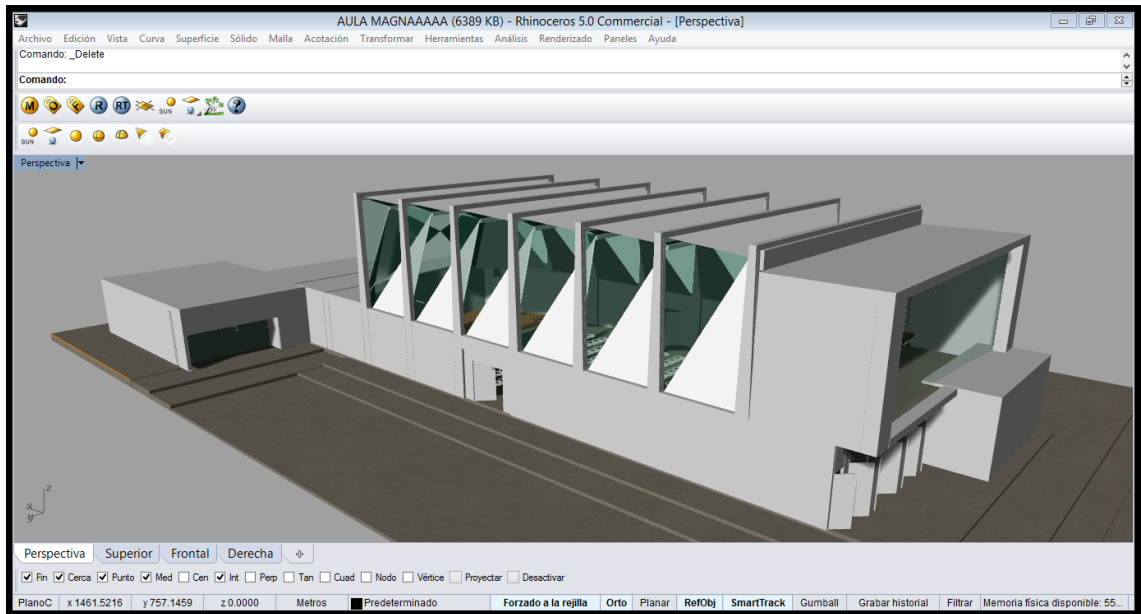 AULA MAGNAAAAA (6389 KB) - Rhinoceros 5.0 Commercial - [Perspectiva]
Archivo Edición Vista Curva Superficie Sólido Malla Acotación Transformar Herramientas Análisis Renderizado Paneles Ayuda
Comando: _Delete
Comando:
M O R RT SUN ?
SUN
Perspectiva
z
x
y
Perspectiva Superior Frontal Derecha
Fin Cerca Punto Med Cen Int Perp Tan Cuad Nodo Vértice Proyectar Desactivar
PlanoC x 1461.5216 y 757.1459 z 0.0000 Metros Predeterminado Forzado a la rejilla Orto Planar RefObj SmartTrack Gumball Grabar historial Filtrar Memoria física disponible: 55...